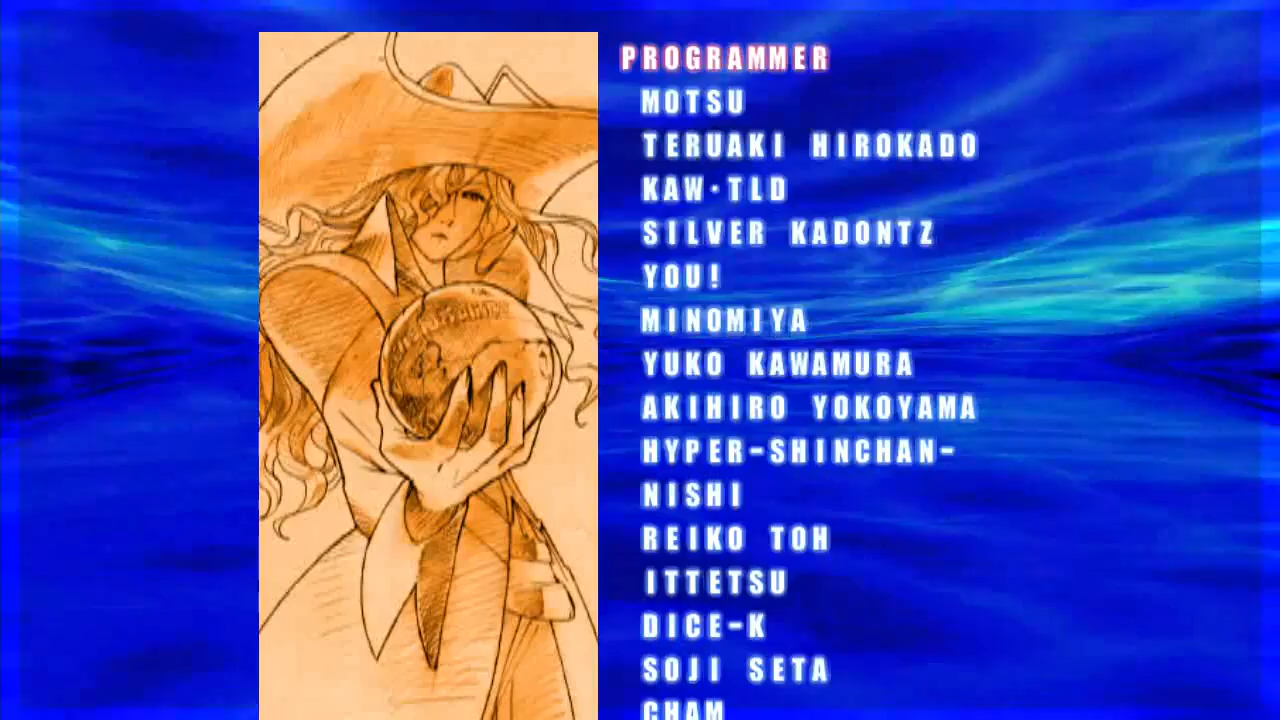 PROGRAMMER
MOTSU
TERUAKI HIROKADO
KAW·TLD
SILVER KADONTZ
YOU!
MINOMIYA
YUKO KAWAMURA
AKIHIRO YOKOYAMA
HYPER-SHINCHAN-
NISHI
REIKO TOH
ITTETSU
DICE-K
SOJI SETA
CHAM